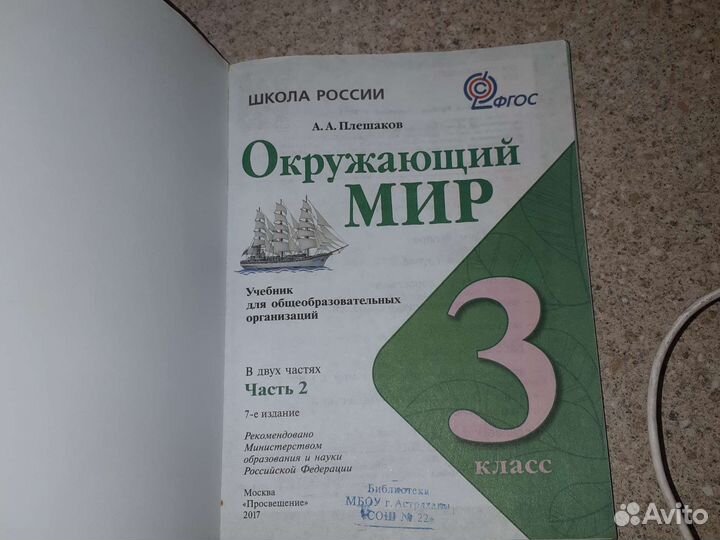 ШКОЛА РОССИИ
ФГОС
А. А. Плешаков
Окружающий
МИР
Учебник
для общеобразовательных
организаций
В двух частях
Часть 2
7-е издание
Рекомендовано
Министерством
образования и науки
Российской Федерации
Москва
«Просвещение»
2017
3
класс
Библиотека
МБОУ г. Астрахани
«СОШ № 22»
Avito